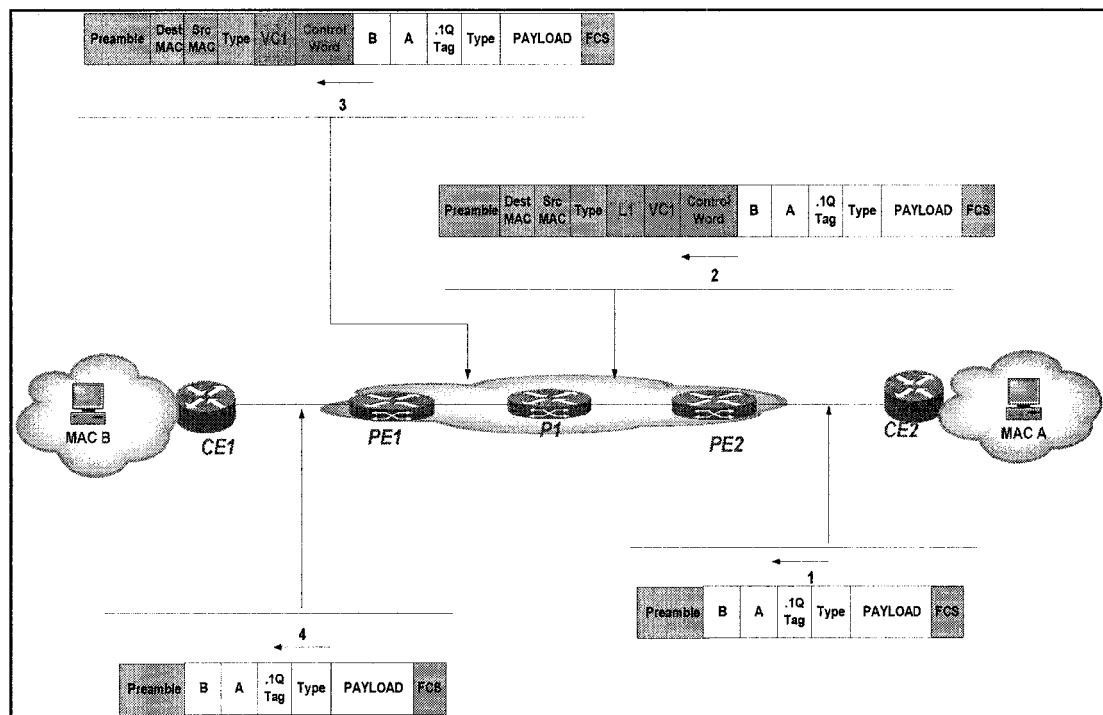 Preamble Dest MAC Src MAC Type VC1 Control Word B A .1Q Tag Type PAYLOAD FCS
3
Preamble Dest MAC Src MAC Type L1 VC1 Control Word B A .1Q Tag Type PAYLOAD FCS
2
MAC B
CE1
PE1
P1
PE2
CE2
MAC A
1
Preamble B A .1Q Tag Type PAYLOAD FCS
4
Preamble B A .1Q Tag Type PAYLOAD FCS